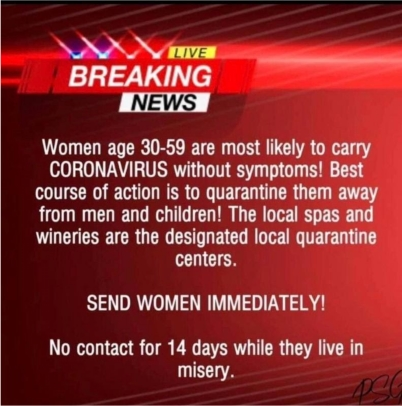 LIVE
BREAKING
NEWS
Women age 30-59 are most likely to carry
CORONAVIRUS without symptoms! Best
course of action is to quarantine them away
from men and children! The local spas and
wineries are the designated local quarantine
centers.
SEND WOMEN IMMEDIATELY!
No contact for 14 days while they live in
misery.